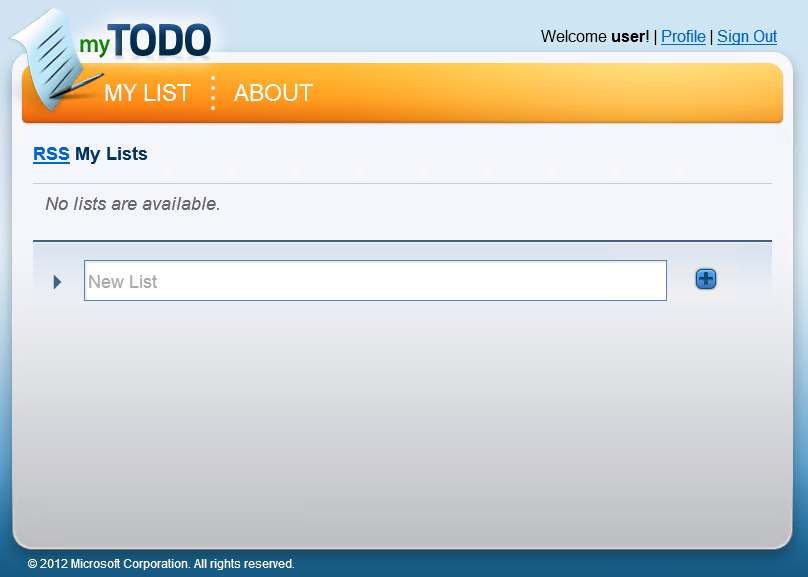 myTODO
Welcome user! | Profile | Sign Out
MY LIST
ABOUT
RSS My Lists
No lists are available.
New List
© 2012 Microsoft Corporation. All rights reserved.